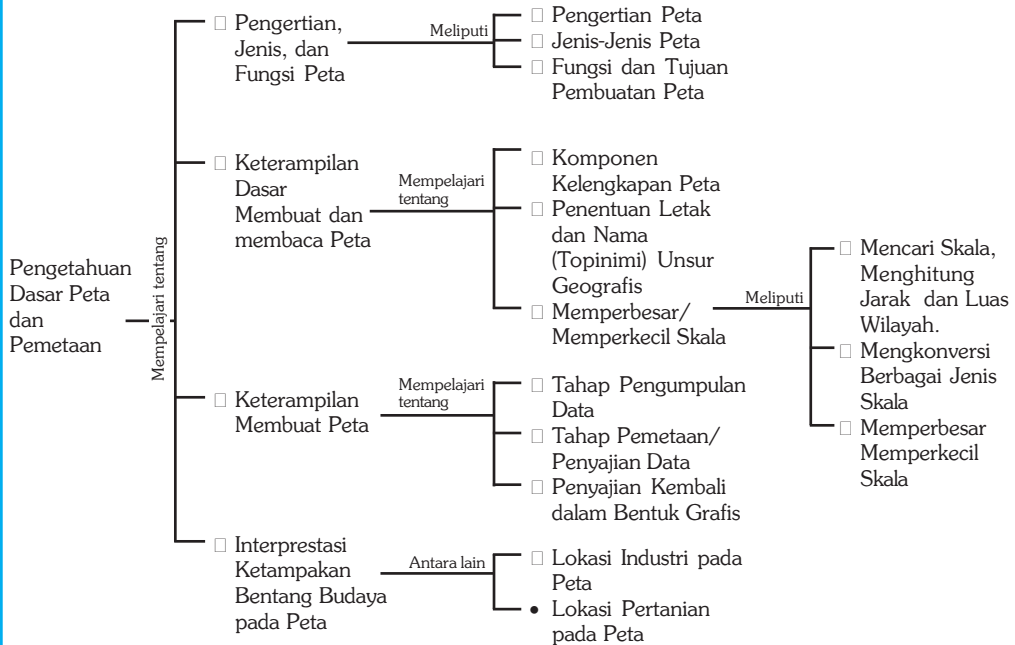 Pengetahuan
Dasar Peta
dan
Pemetaan
Mempelajari tentang
Pengertian,
Jenis, dan
Fungsi Peta
Meliputi
Pengertian Peta
Jenis-Jenis Peta
Fungsi dan Tujuan
Pembuatan Peta
Keterampilan
Dasar
Membuat dan
membaca Peta
Mempelajari
tentang
Komponen
Kelengkapan Peta
Penentuan Letak
dan Nama
(Topinimi) Unsur
Geografis
Memperbesar/
Memperkecil Skala
Meliputi
Mencari Skala,
Menghitung
Jarak dan Luas
Wilayah.
Mengkonversi
Berbagai Jenis
Skala
Memperbesar
Memperkecil
Skala
Keterampilan
Membuat Peta
Mempelajari
tentang
Tahap Pengumpulan
Data
Tahap Pemetaan/
Penyajian Data
Penyajian Kembali
dalam Bentuk Grafis
Interprestasi
Ketampakan
Bentang Budaya
pada Peta
Antara lain
Lokasi Industri pada
Peta
• Lokasi Pertanian
pada Peta